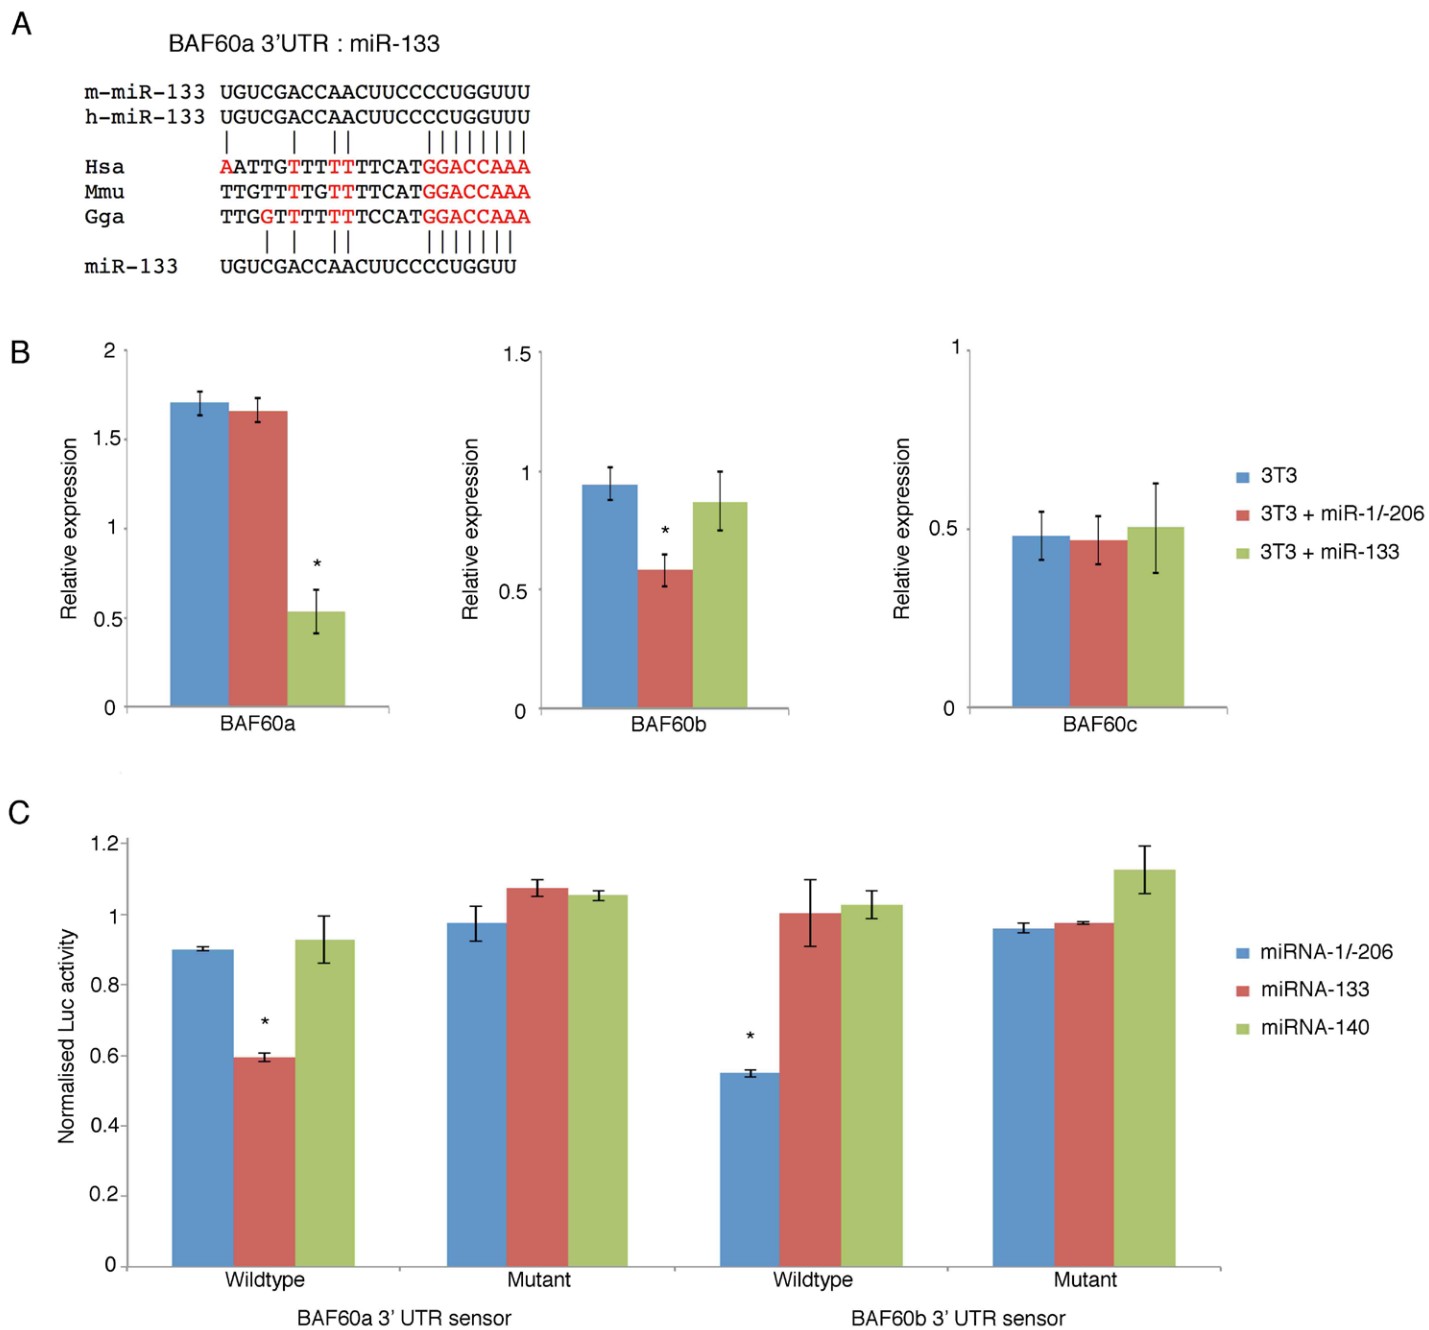 A
BAF60a 3'UTR : miR-133
m-miR-133 UGUCGACCAACUUCCCCUGGUUU
h-miR-133 UGUCGACCAACUUCCCCUGGUUU
Hsa AATTGTTTTTTTCATGGACCAAA
Mmu TTGTTTTGTTTTCATGGACCAAA
Gga TTGGTTTTTTTCCATGGACCAAA
miR-133 UGUCGACCAACUUCCCCUGGUU
B
2
1.5
1
0.5
0
Relative expression
*
BAF60a
1.5
1
0.5
0
Relative expression
*
BAF60b
1
0.5
0
Relative expression
BAF60c
3T3
3T3 + miR-1/-206
3T3 + miR-133
C
1.2
1
0.8
0.6
0.4
0.2
0
Normalised Luc activity
*
*
miRNA-1/-206
miRNA-133
miRNA-140
Wildtype Mutant Wildtype Mutant
BAF60a 3' UTR sensor BAF60b 3' UTR sensor